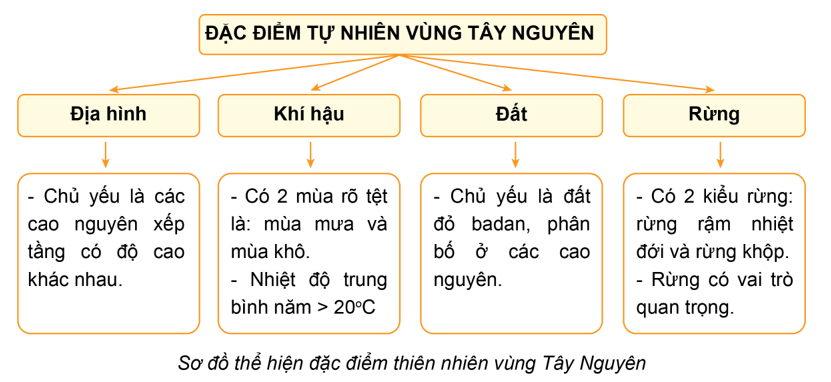 ĐẶC ĐIỂM TỰ NHIÊN VÙNG TÂY NGUYÊN
Địa hình
- Chủ yếu là các
cao nguyên xếp
tầng có độ cao
khác nhau.
Khí hậu
- Có 2 mùa rõ tệt
là: mùa mưa và
mùa khô.
- Nhiệt độ trung
bình năm > 20ºC
Đất
- Chủ yếu là đất
đỏ badan, phân
bố ở các cao
nguyên.
Rừng
- Có 2 kiểu rừng:
rừng rậm nhiệt
đới và rừng khộp.
- Rừng có vai trò
quan trọng.
Sơ đồ thể hiện đặc điểm thiên nhiên vùng Tây Nguyên